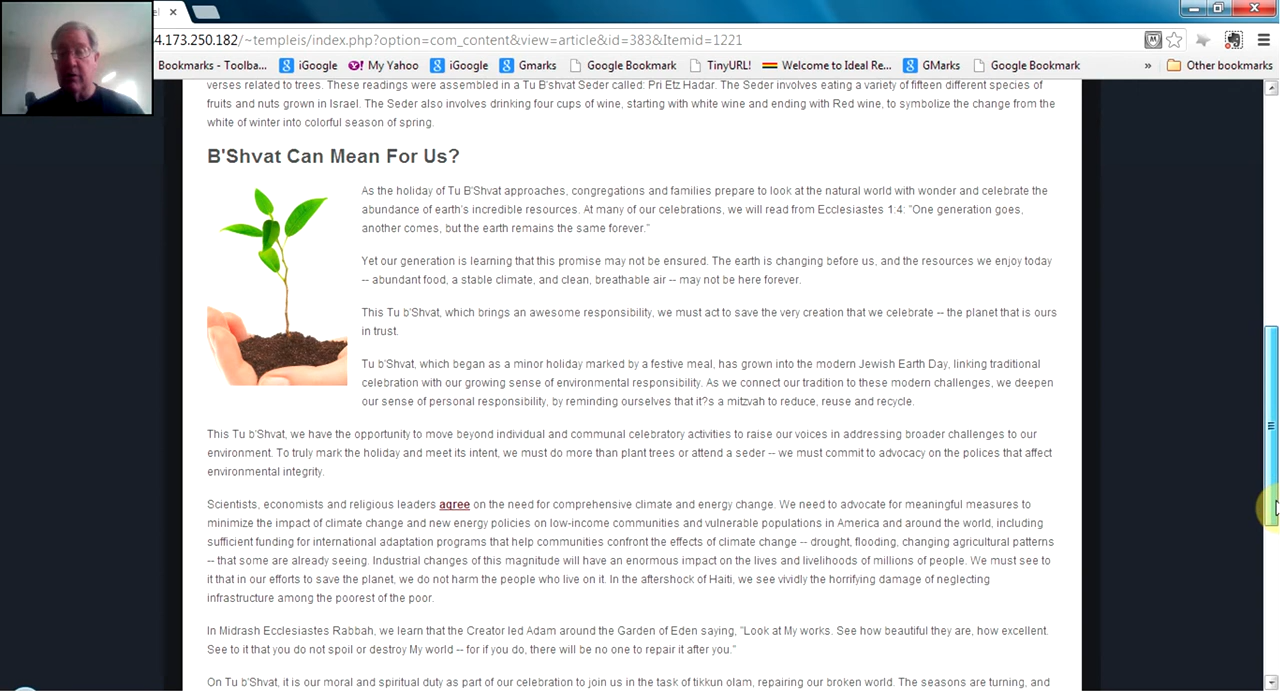 4.173.250.182/~templeis/index.php?option=com_content&view=article&id=383&Itemid=1221
Bookmarks - Toolba... iGoogle My Yahoo iGoogle Gmarks Google Bookmark TinyURL! Welcome to Ideal Re... GMarks Google Bookmark » Other bookmarks
verses related to trees. These readings were assembled in a Tu B'shvat Seder called: Pri Etz Hadar. The Seder involves eating a variety of fifteen different species of
fruits and nuts grown in Israel. The Seder also involves drinking four cups of wine, starting with white wine and ending with Red wine, to symbolize the change from the
white of winter into colorful season of spring.
B'Shvat Can Mean For Us?
As the holiday of Tu B'Shvat approaches, congregations and families prepare to look at the natural world with wonder and celebrate the
abundance of earth's incredible resources. At many of our celebrations, we will read from Ecclesiastes 1:4: "One generation goes,
another comes, but the earth remains the same forever."
Yet our generation is learning that this promise may not be ensured. The earth is changing before us, and the resources we enjoy today
-- abundant food, a stable climate, and clean, breathable air -- may not be here forever.
This Tu b'Shvat, which brings an awesome responsibility, we must act to save the very creation that we celebrate -- the planet that is ours
in trust.
Tu b'Shvat, which began as a minor holiday marked by a festive meal, has grown into the modern Jewish Earth Day, linking traditional
celebration with our growing sense of environmental responsibility. As we connect our tradition to these modern challenges, we deepen
our sense of personal responsibility, by reminding ourselves that it?s a mitzvah to reduce, reuse and recycle.
This Tu b'Shvat, we have the opportunity to move beyond individual and communal celebratory activities to raise our voices in addressing broader challenges to our
environment. To truly mark the holiday and meet its intent, we must do more than plant trees or attend a seder -- we must commit to advocacy on the polices that affect
environmental integrity.
Scientists, economists and religious leaders agree on the need for comprehensive climate and energy change. We need to advocate for meaningful measures to
minimize the impact of climate change and new energy policies on low-income communities and vulnerable populations in America and around the world, including
sufficient funding for international adaptation programs that help communities confront the effects of climate change -- drought, flooding, changing agricultural patterns
-- that some are already seeing. Industrial changes of this magnitude will have an enormous impact on the lives and livelihoods of millions of people. We must see to
it that in our efforts to save the planet, we do not harm the people who live on it. In the aftershock of Haiti, we see vividly the horrifying damage of neglecting
infrastructure among the poorest of the poor.
In Midrash Ecclesiastes Rabbah, we learn that the Creator led Adam around the Garden of Eden saying, "Look at My works. See how beautiful they are, how excellent.
See to it that you do not spoil or destroy My world -- for if you do, there will be no one to repair it after you."
On Tu b'Shvat, it is our moral and spiritual duty as part of our celebration to join us in the task of tikkun olam, repairing our broken world. The seasons are turning, and